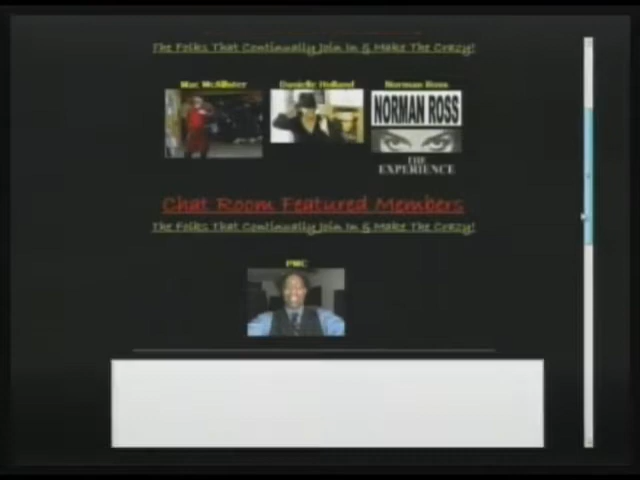 The Folks That Continually Join In & Make The Crazy!
Mac McAllister Danielle Holland Norman Ross
NORMAN ROSS
THE
EXPERIENCE
Chat Room Featured Members
The Folks That Continually Join In & Make The Crazy!
PMC